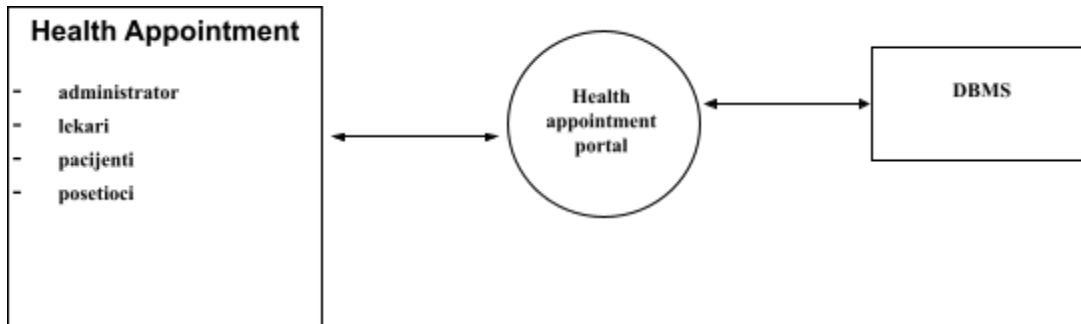 Health Appointment
- administrator
- lekari
- pacijenti
- posetioci
Health
appointment
portal
DBMS